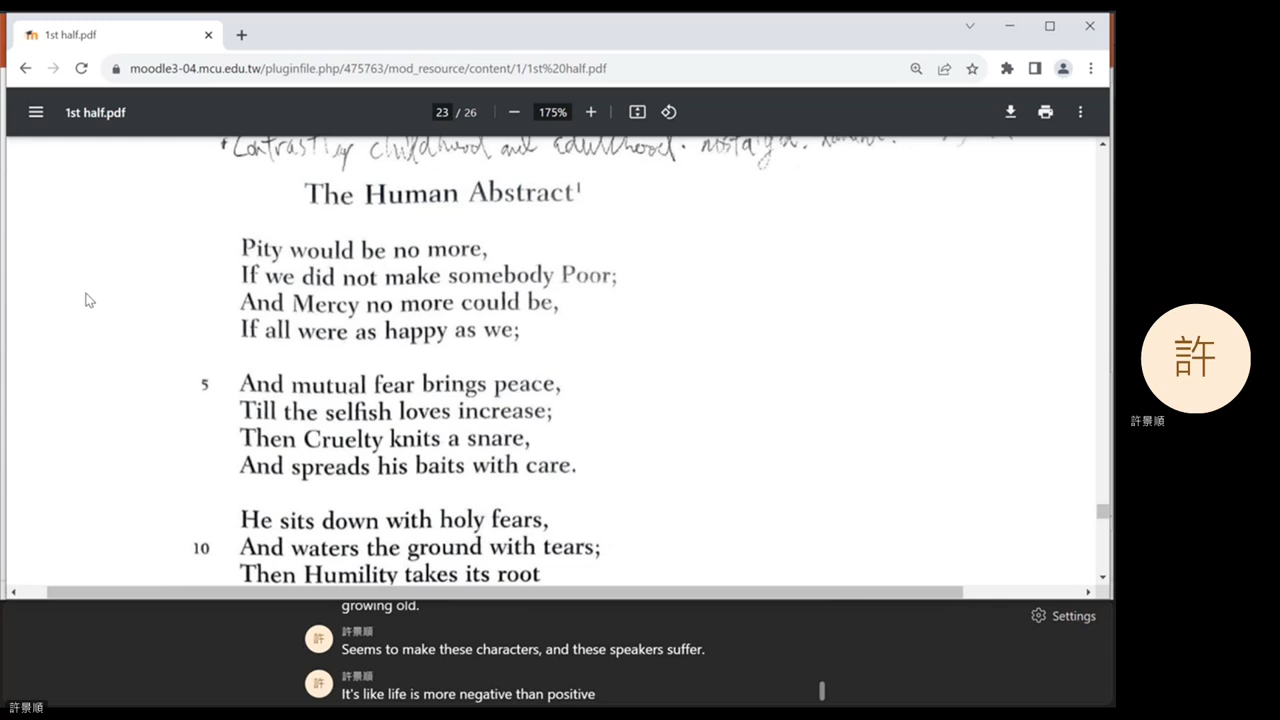 1st half.pdf
moodle3-04.mcu.edu.tw/pluginfile.php/475763/mod_resource/content/1/1st%20half.pdf
1st half.pdf
23 / 26
175%
childhood and adulthood.
The Human Abstract¹
Pity would be no more,
If we did not make somebody Poor;
And Mercy no more could be,
If all were as happy as we;
5 And mutual fear brings peace,
Till the selfish loves increase;
Then Cruelty knits a snare,
And spreads his baits with care.
He sits down with holy fears,
10 And waters the ground with tears;
Then Humility takes its root
growing old.
Settings
許
許景順
Seems to make these characters, and these speakers suffer.
許
許景順
It's like life is more negative than positive
許景順
許
許景順